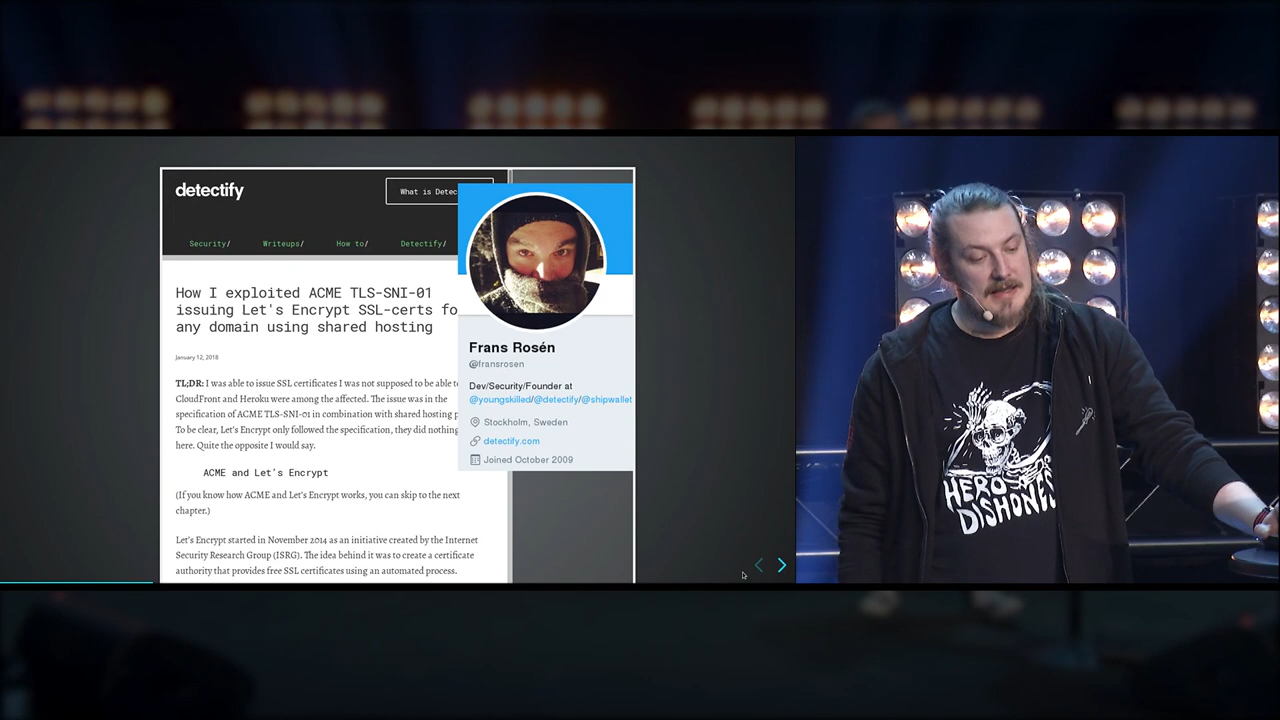 detectify
What is Detec
Security/
Writeups/
How to/
Detectify/
How I exploited ACME TLS-SNI-01
issuing Let's Encrypt SSL-certs fo
any domain using shared hosting
January 12, 2018
TL;DR: I was able to issue SSL certificates I was not supposed to be able to
CloudFront and Heroku were among the affected. The issue was in the
specification of ACME TLS-SNI-01 in combination with shared hosting p
To be clear, Let's Encrypt only followed the specification, they did nothing
here. Quite the opposite I would say.
ACME and Let's Encrypt
(If you know how ACME and Let's Encrypt works, you can skip to the next
chapter.)
Let's Encrypt started in November 2014 as an initiative created by the Internet
Security Research Group (ISRG). The idea behind it was to create a certificate
authority that provides free SSL certificates using an automated process.
Frans Rosén
@fransrosen
Dev/Security/Founder at
@youngskilled/@detectify/@shipwallet
Stockholm, Sweden
detectify.com
Joined October 2009
HERO
DISHONES